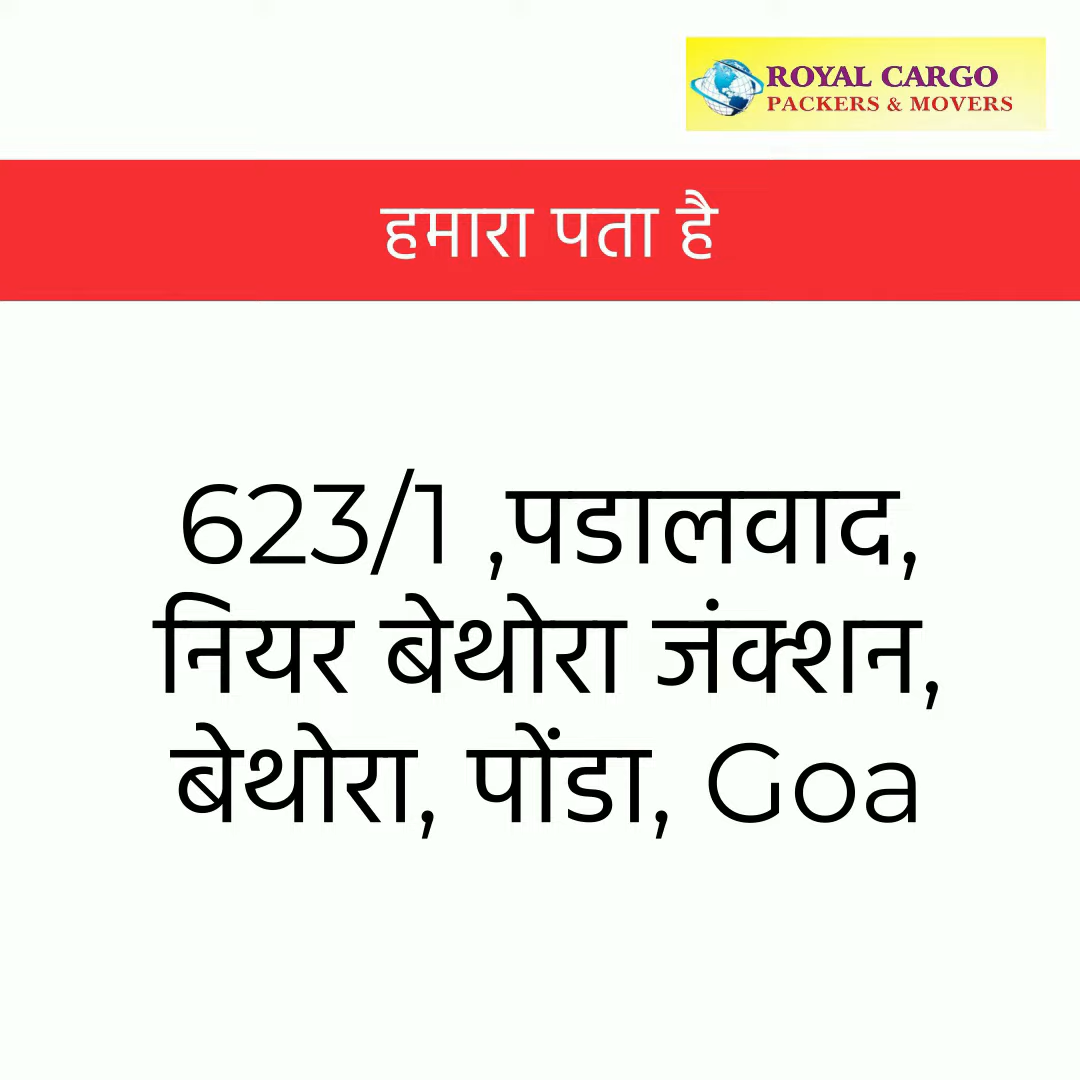 ROYAL CARGO
PACKERS & MOVERS
हमारा पता है
623/1 ,पडालवाद,
नियर बेथोरा जंक्शन,
बेथोरा, पोंडा, Goa